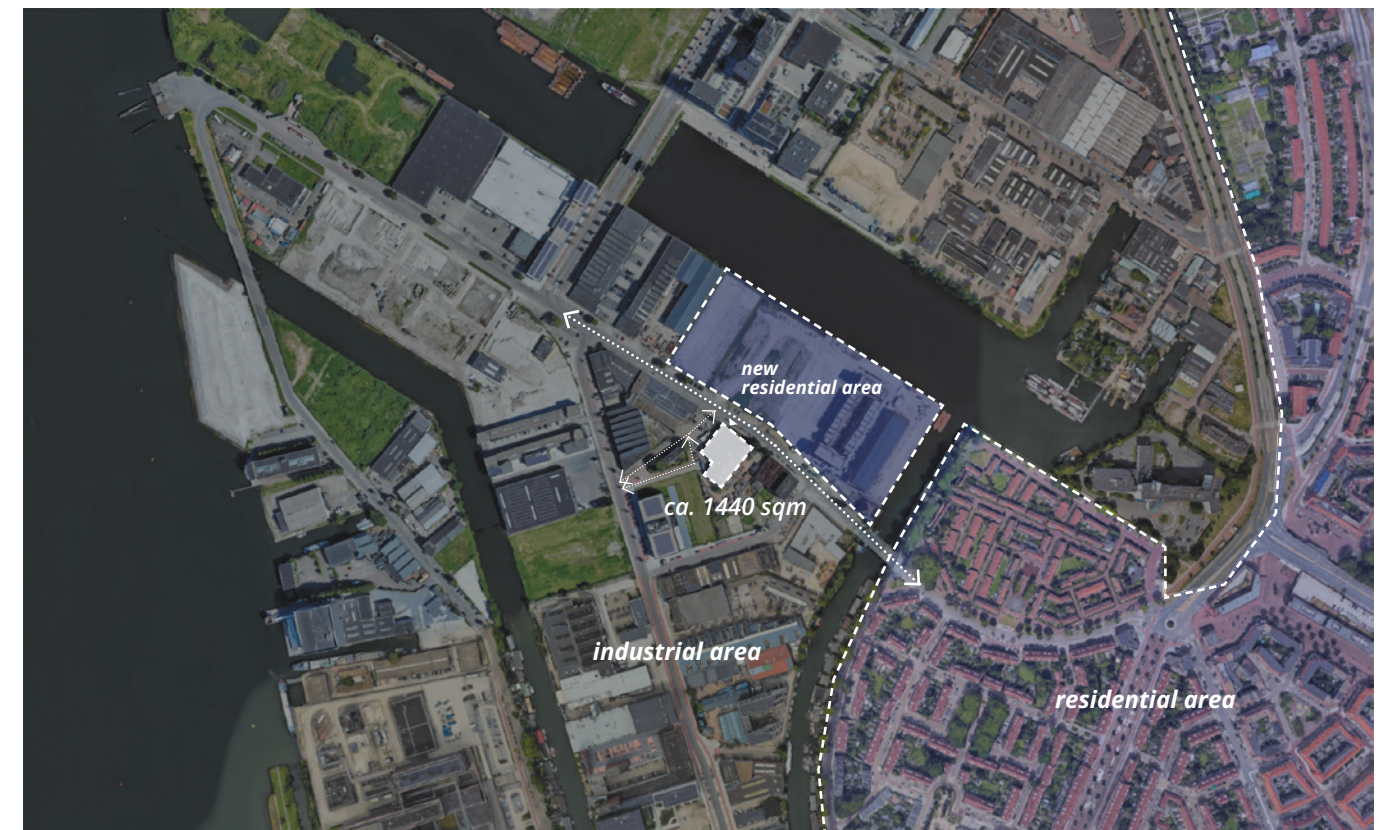 new
residential area
ca. 1440 sqm
industrial area
residential area